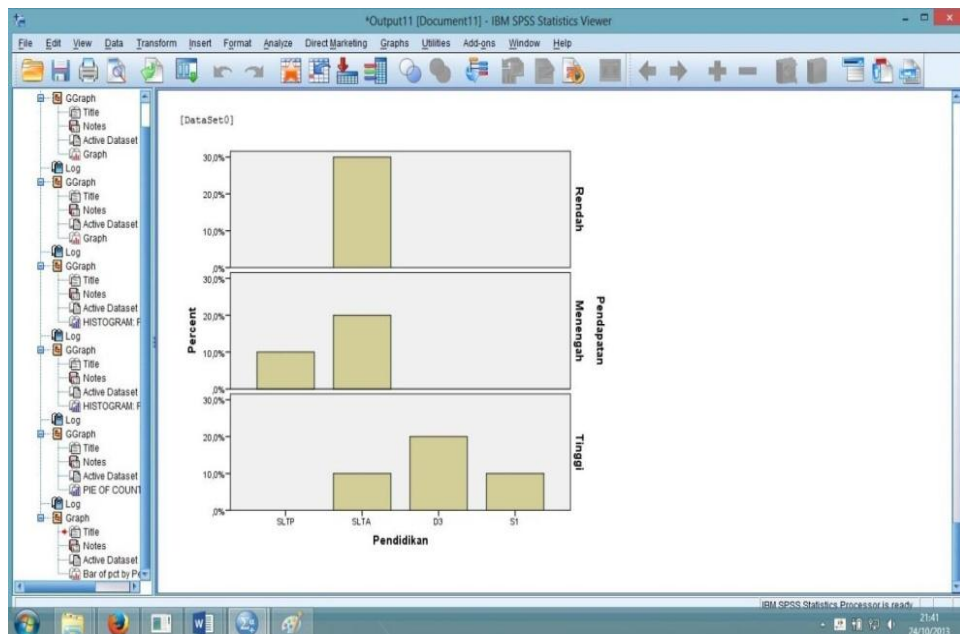 *Output11 [Document11] - IBM SPSS Statistics Viewer
File Edit View Data Transform Insert Format Analyze Direct Marketing Graphs Utilities Add-ons Window Help
GGraph
Title
Notes
Active Dataset
Graph
Log
GGraph
Title
Notes
Active Dataset
Graph
Log
GGraph
Title
Notes
Active Dataset
HISTOGRAM:
Log
GGraph
Title
Notes
Active Dataset
HISTOGRAM:
Log
GGraph
Title
Notes
Active Dataset
PIE OF COUNT
Log
Graph
Title
Notes
Active Dataset
Bar of pct by
[DataSet0]
30,0%
20,0%
10,0%
,0%
Rendah
30,0%
20,0%
10,0%
,0%
Menengah
30,0%
20,0%
10,0%
,0%
Tinggi
Percent
Pendapatan
SLTP SLTA D3 S1
Pendidikan
IBM SPSS Statistics Processor is ready
21:41
24/10/2013